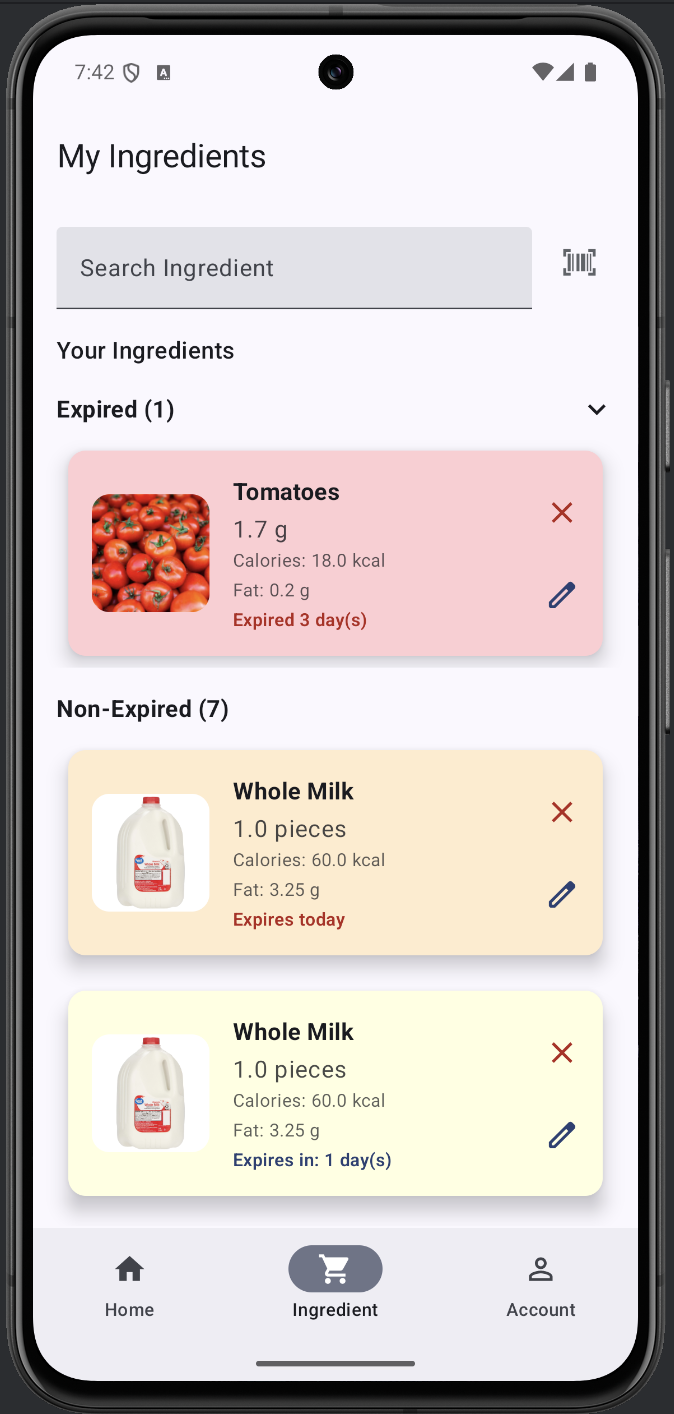 7:42
My Ingredients
Search Ingredient
Your Ingredients
Expired (1)
Tomatoes
1.7 g
Calories: 18.0 kcal
Fat: 0.2 g
Expired 3 day(s)
Non-Expired (7)
Whole Milk
1.0 pieces
Calories: 60.0 kcal
Fat: 3.25 g
Expires today
Whole Milk
1.0 pieces
Calories: 60.0 kcal
Fat: 3.25 g
Expires in: 1 day(s)
Home
Ingredient
Account